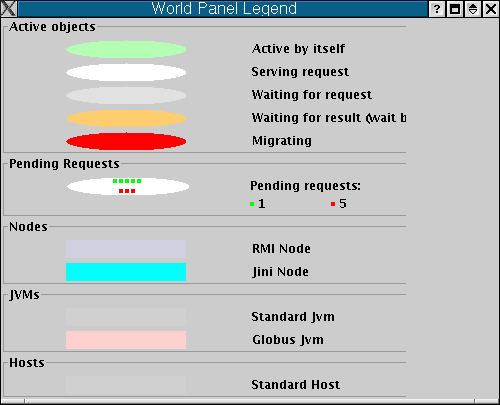 World Panel Legend
Active objects
Active by itself
Serving request
Waiting for request
Waiting for result (wait b
Migrating
Pending Requests
Pending requests:
1 5
Nodes
RMI Node
Jini Node
JVMs
Standard Jvm
Globus Jvm
Hosts
Standard Host